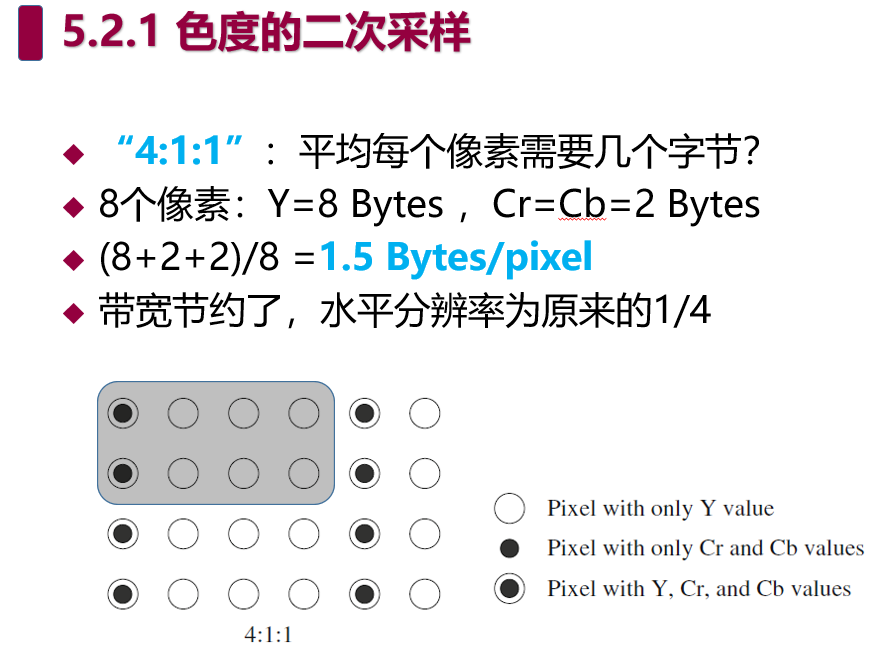 5.2.1 色度的二次采样
“4:1:1”：平均每个像素需要几个字节？
8个像素：Y=8 Bytes ，Cr=Cb=2 Bytes
(8+2+2)/8 =1.5 Bytes/pixel
带宽节约了，水平分辨率为原来的1/4
Pixel with only Y value
Pixel with only Cr and Cb values
Pixel with Y, Cr, and Cb values
4:1:1